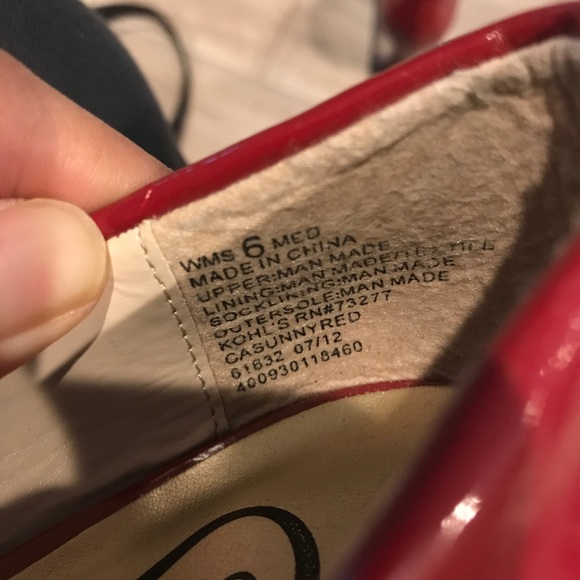 WMS 6 MED
MADE IN CHINA
UPPER:MAN MADE/TEXTILE
LINING:MAN MADE
SOCKLINING:MAN MADE
OUTERSOLE:MAN MADE
KOHL'S RN#73277
CASUNNYRED
61632 07/12
400930118460